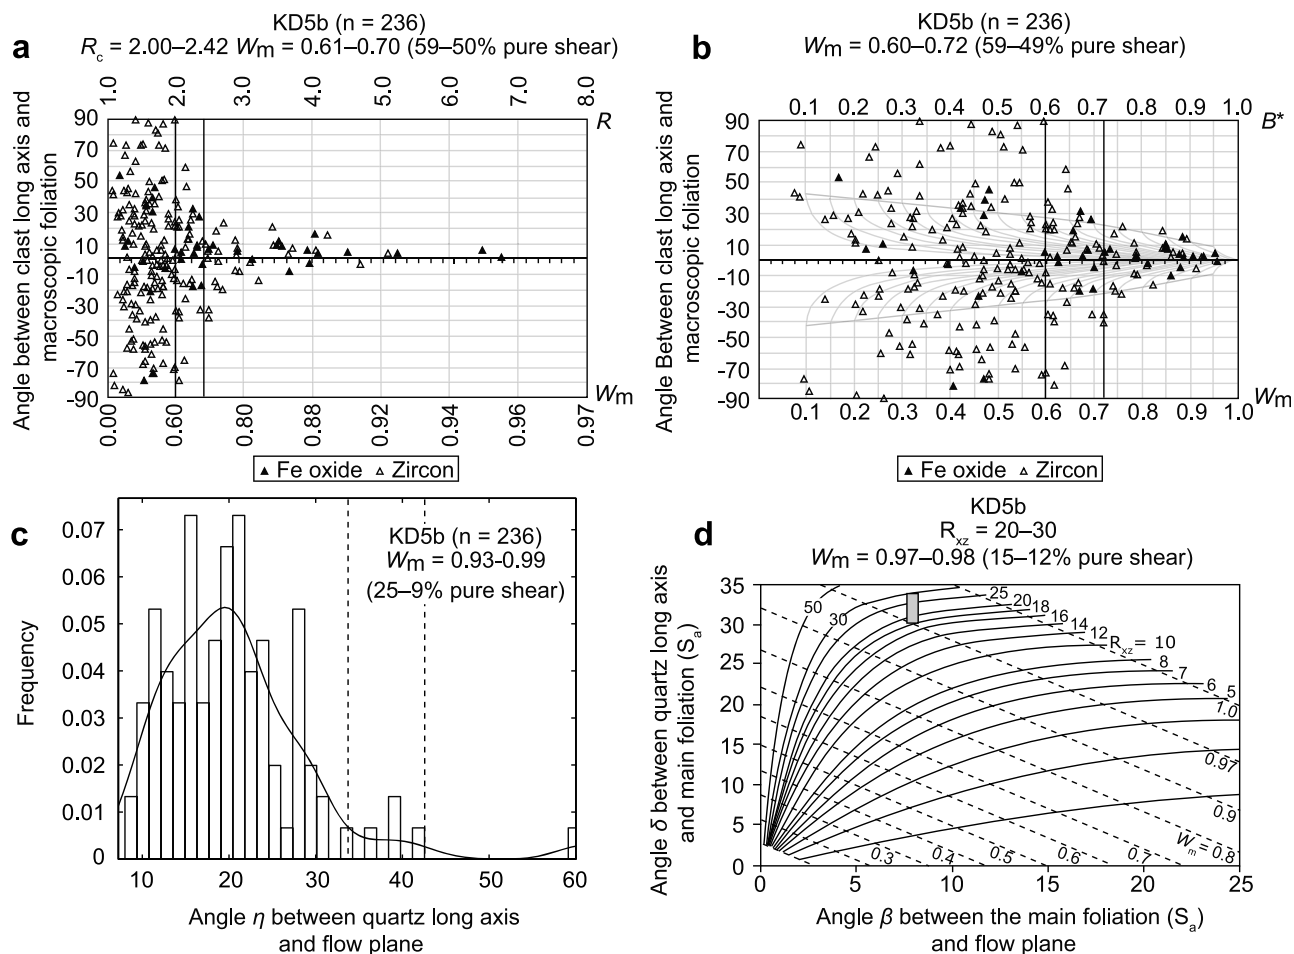 a
KD5b (n = 236)
Rc = 2.00–2.42 Wm = 0.61–0.70 (59–50% pure shear)
1.0 2.0 3.0 4.0 5.0 6.0 7.0 8.0
R
Angle between clast long axis and
macroscopic foliation
90
70
50
30
10
-10
-30
-50
-70
-90
Wm
0.00 0.60 0.80 0.88 0.92 0.94 0.96 0.97
▲ Fe oxide △ Zircon
b
KD5b (n = 236)
Wm = 0.60–0.72 (59–49% pure shear)
0.1 0.2 0.3 0.4 0.5 0.6 0.7 0.8 0.9 1.0
B*
Angle Between clast long axis and
macroscopic foliation
90
70
50
30
10
-10
-30
-50
-70
-90
Wm
0.1 0.2 0.3 0.4 0.5 0.6 0.7 0.8 0.9 1.0
▲ Fe oxide △ Zircon
c
KD5b (n = 236)
Wm = 0.93-0.99
(25–9% pure shear)
Frequency
0.07
0.06
0.05
0.04
0.03
0.02
0.01
0
10 20 30 40 50 60
Angle η between quartz long axis
and flow plane
d
KD5b
Rxz = 20–30
Wm = 0.97–0.98 (15–12% pure shear)
Angle δ between quartz long axis
and main foliation (Sa)
35
30
25
20
15
10
5
0
50 30 25 20 18 16 14 12 Rxz = 10 8 7 6 5
1.0
0.97
0.9
Wm = 0.8
0.3 0.4 0.5 0.6 0.7
0 5 10 15 20 25
Angle β between the main foliation (Sa)
and flow plane